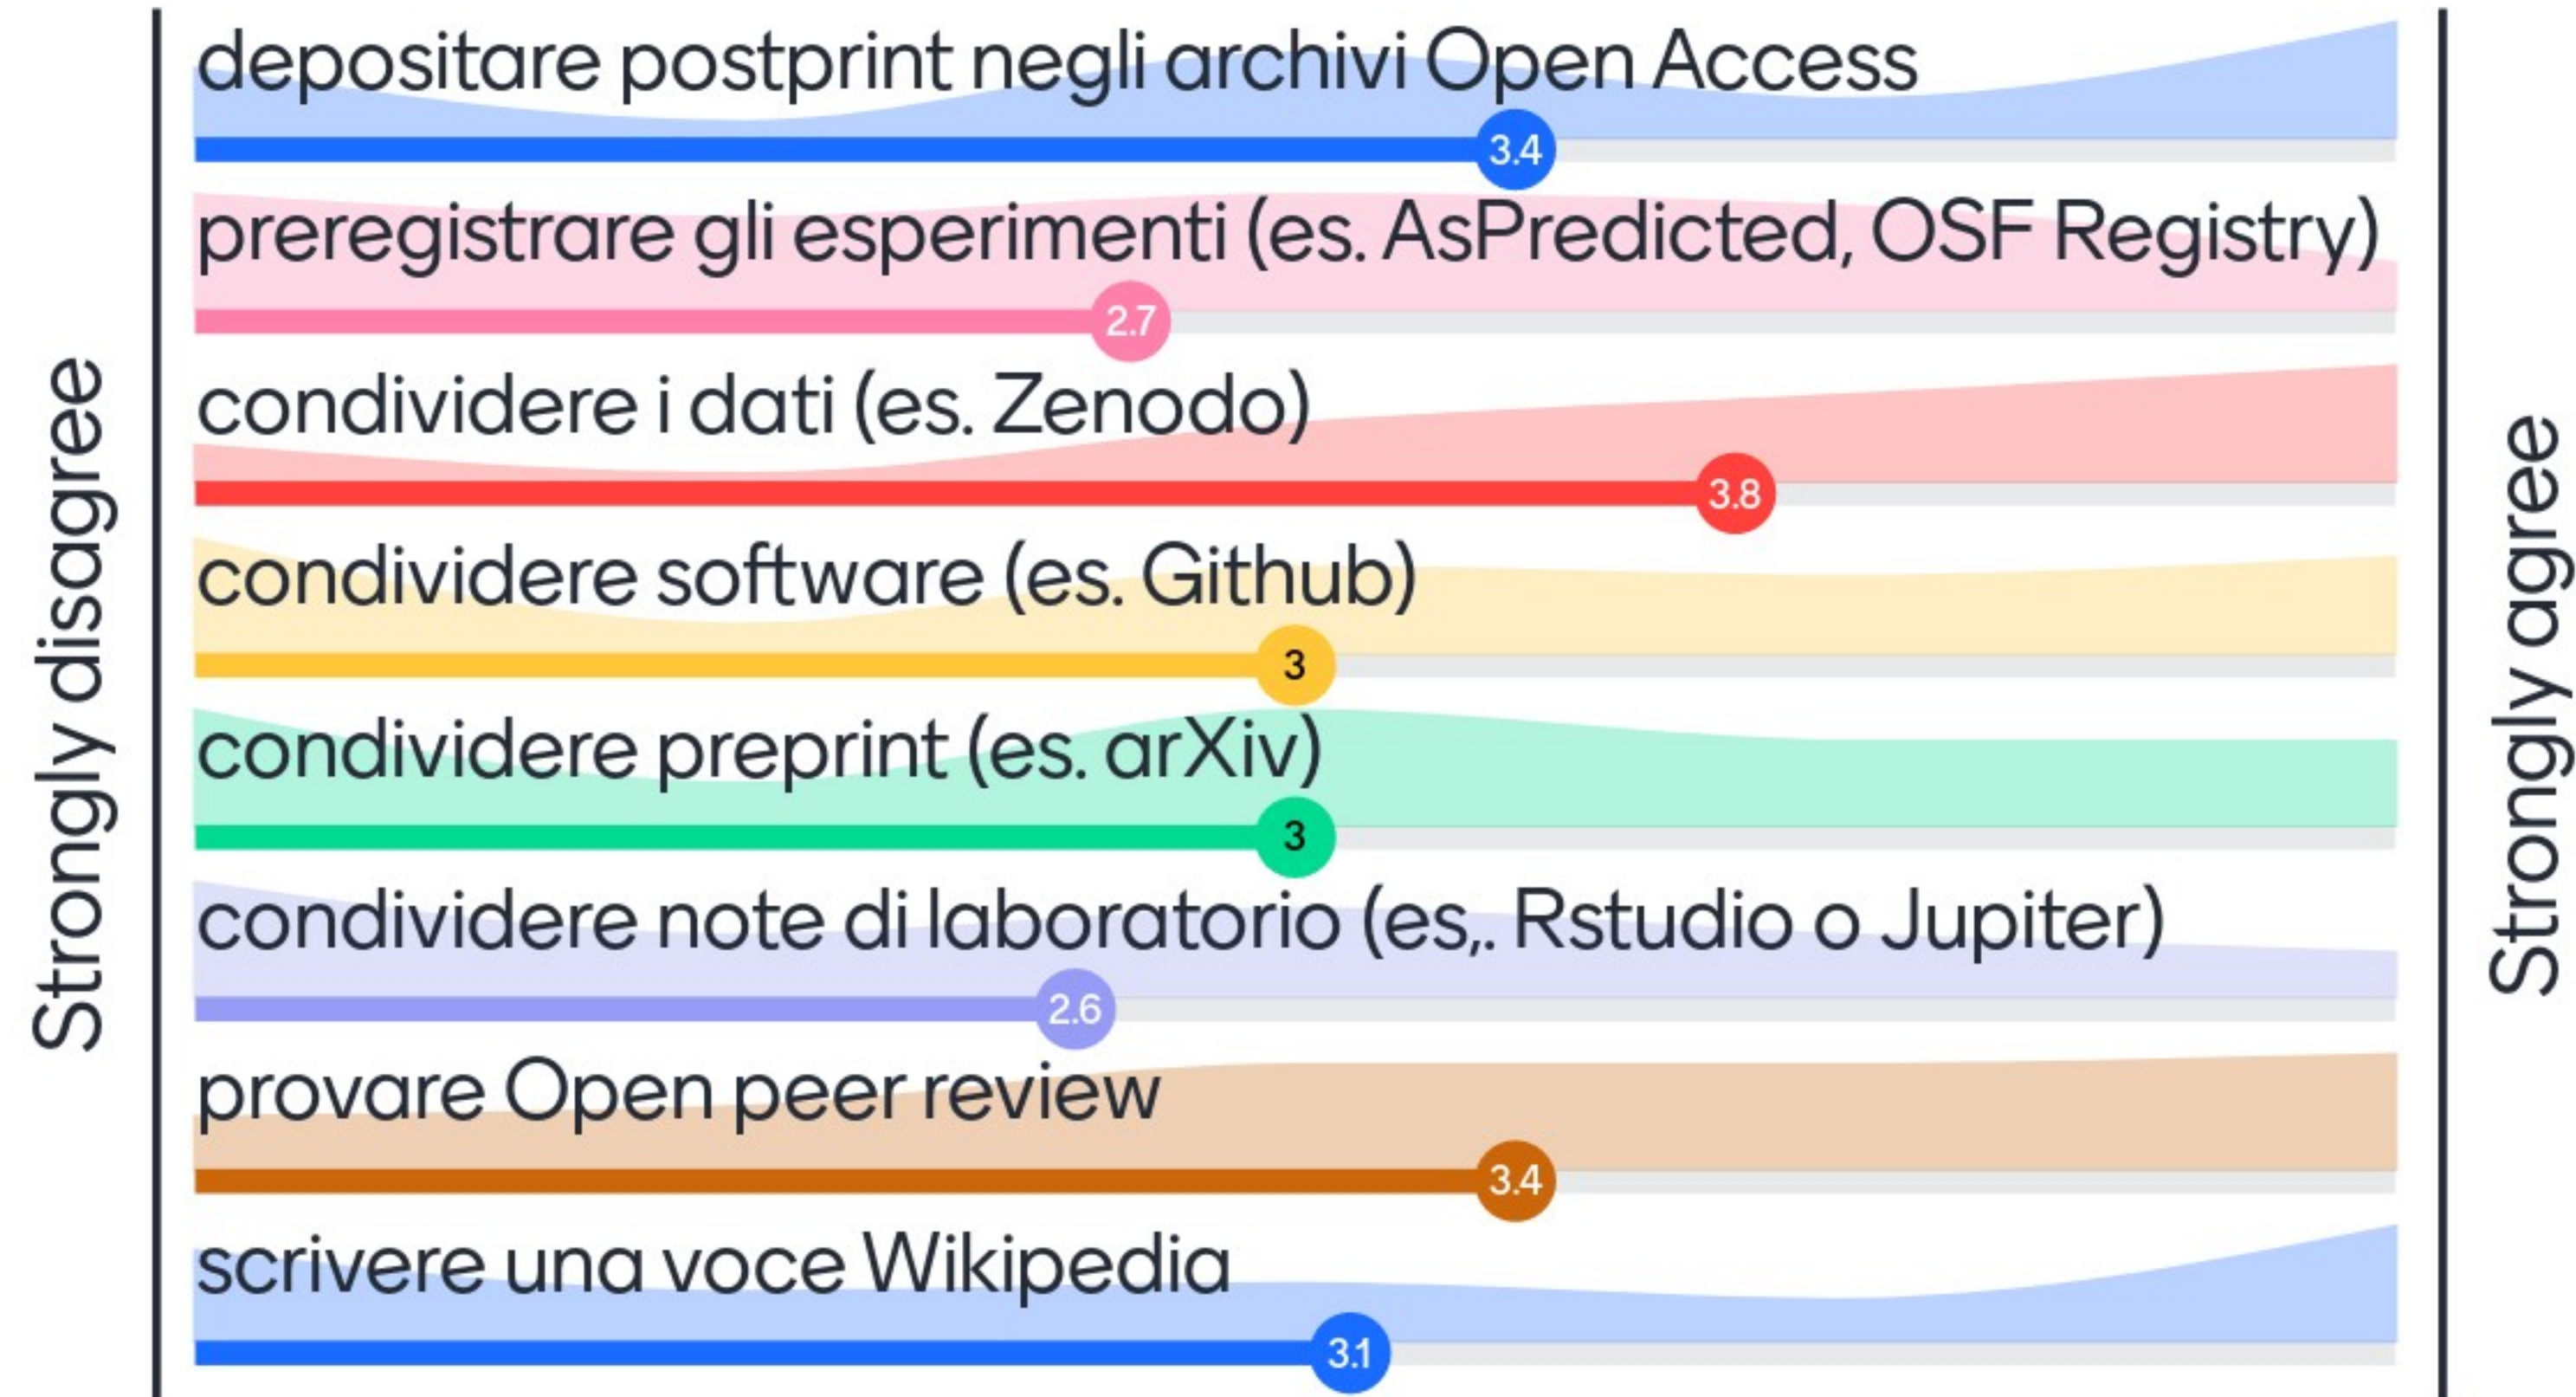 Strongly disagree
depositare postprint negli archivi Open Access
3.4
preregistrare gli esperimenti (es. AsPredicted, OSF Registry)
2.7
condividere i dati (es. Zenodo)
3.8
condividere software (es. Github)
3
condividere preprint (es. arXiv)
3
condividere note di laboratorio (es,. Rstudio o Jupiter)
2.6
provare Open peer review
3.4
scrivere una voce Wikipedia
3.1
Strongly agree